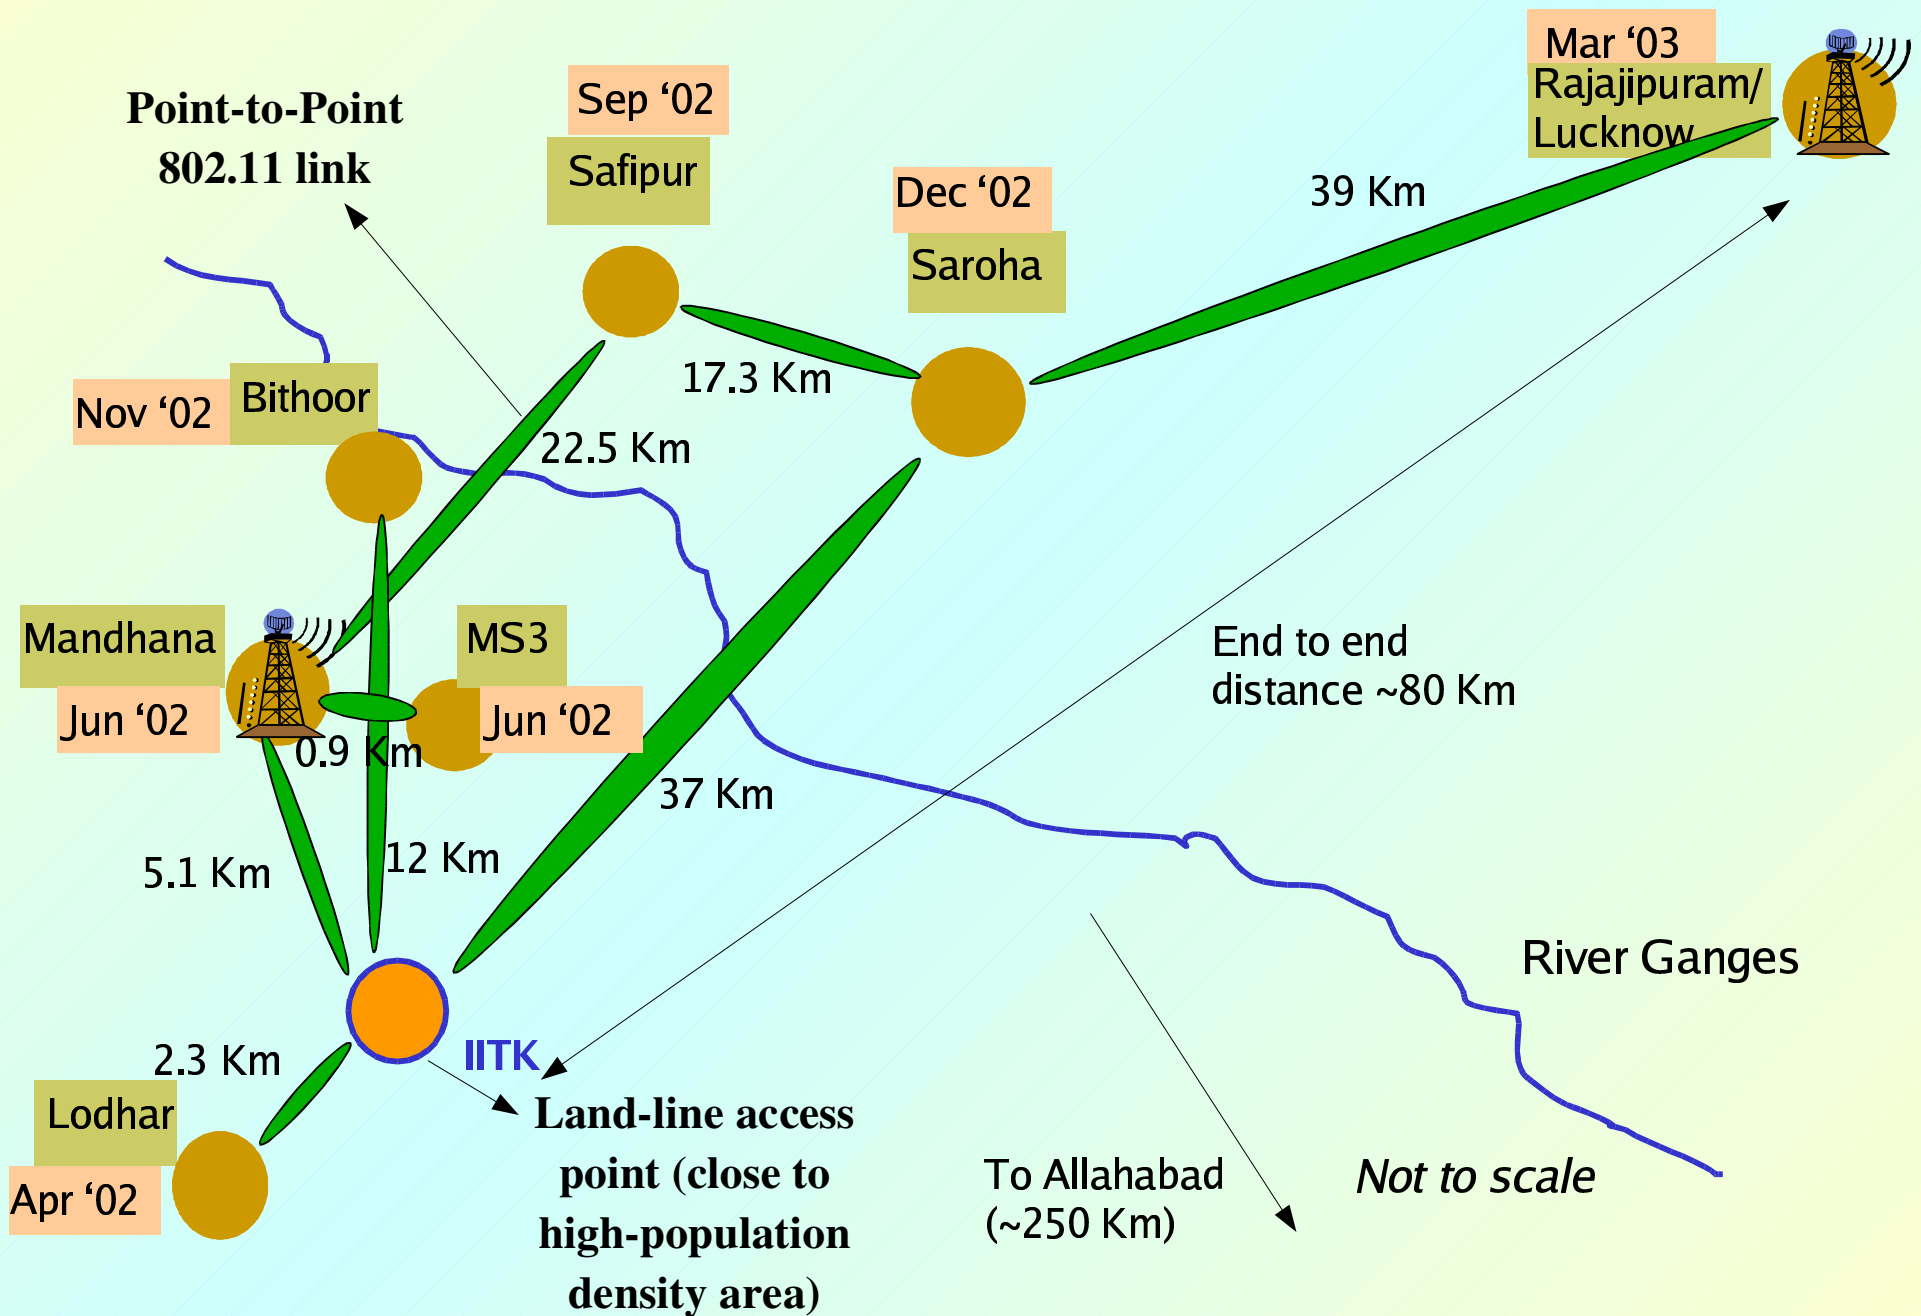 Mar ‘03
Rajajipuram/
Lucknow
Point-to-Point
802.11 link
Sep ‘02
Safipur
Dec ‘02
Saroha
39 Km
17.3 Km
Nov ‘02
Bithoor
22.5 Km
Mandhana
Jun ‘02
MS3
Jun ‘02
0.9 Km
End to end
distance ~80 Km
37 Km
5.1 Km
12 Km
River Ganges
IITK
2.3 Km
Lodhar
Apr ‘02
Land-line access
point (close to
high-population
density area)
To Allahabad
(~250 Km)
Not to scale